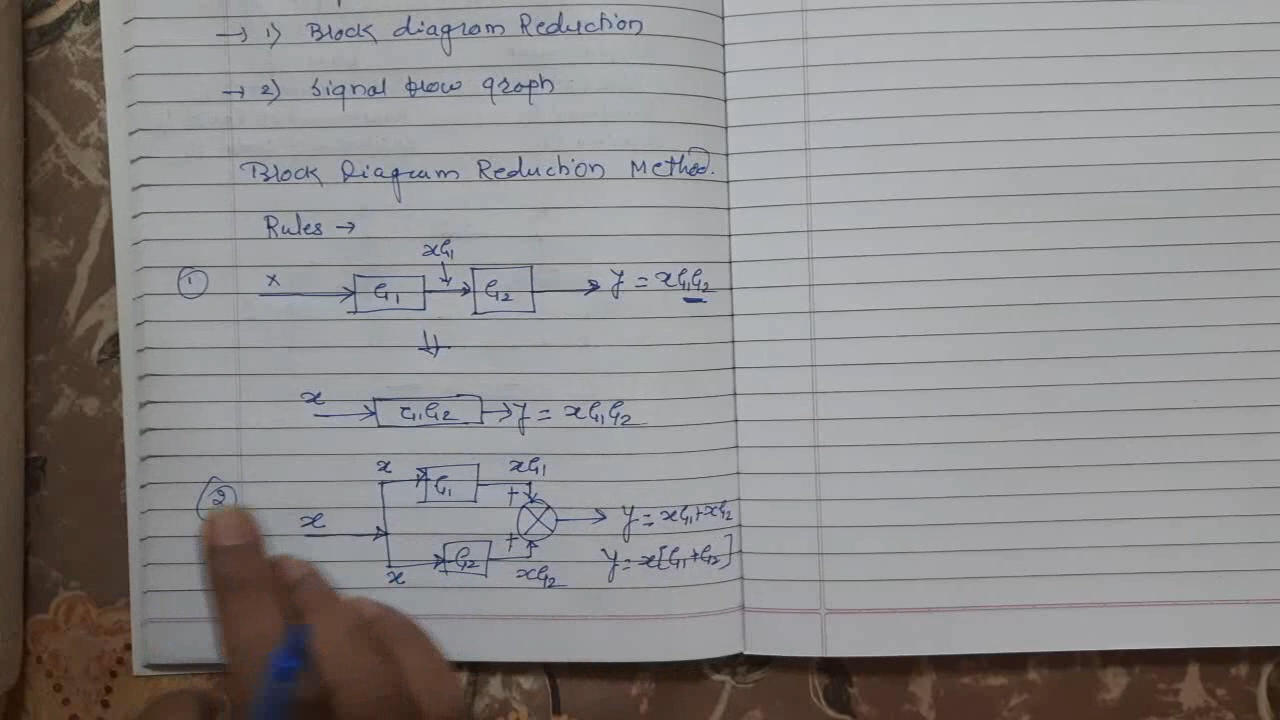 → 1) Block diagram Reduction
→ 2) Signal flow graph
Block Diagram Reduction Method.
Rules →
xG1
① x G1 G2 y = xG1G2
⇓
x G1G2 y = xG1G2
x G1 xG1
② x + y = xG1+xG2
+
x G2 xG2 y = x[G1+G2]